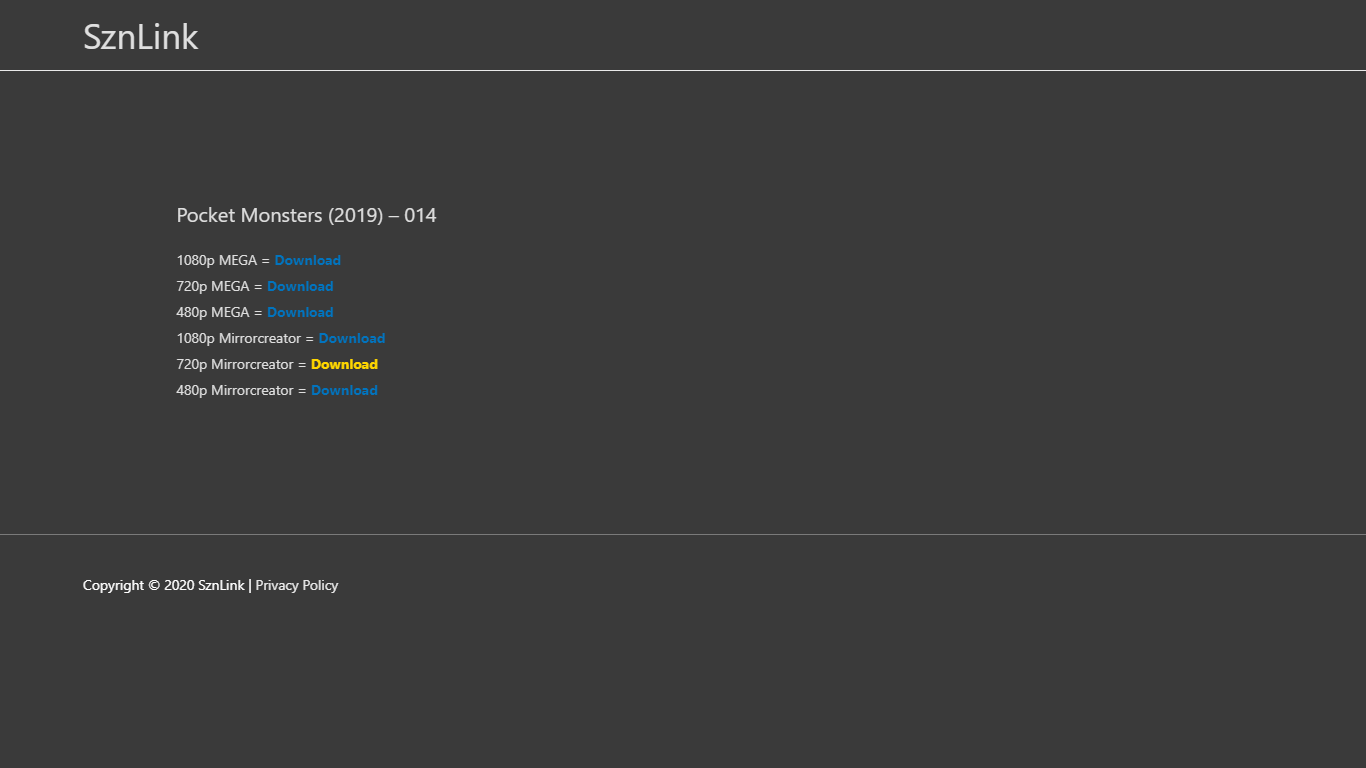 SznLink
Pocket Monsters (2019) – 014
1080p MEGA = Download
720p MEGA = Download
480p MEGA = Download
1080p Mirrorcreator = Download
720p Mirrorcreator = Download
480p Mirrorcreator = Download
Copyright © 2020 SznLink | Privacy Policy